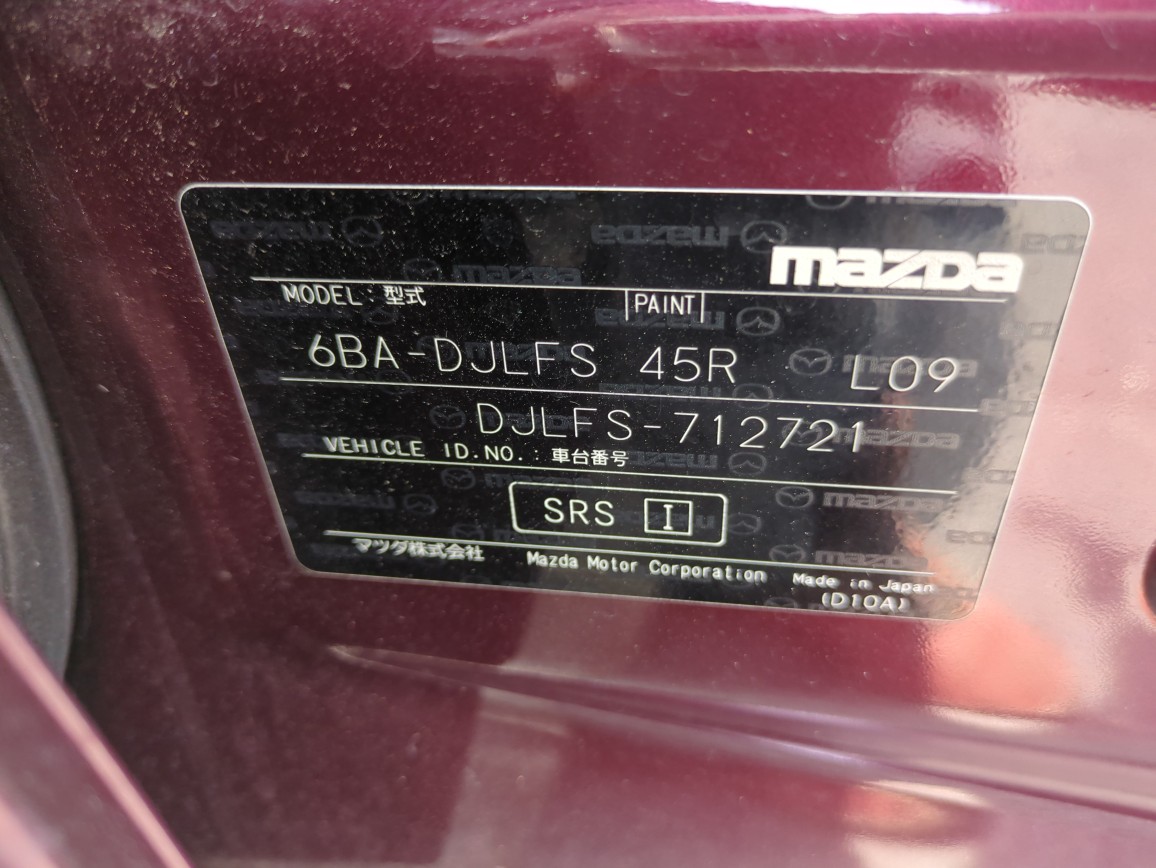 mazda
MODEL：型式 PAINT
6BA-DJLFS 45R L09
DJLFS-712721
VEHICLE ID.NO.：車台番号
SRS I
マツダ株式会社 Mazda Motor Corporation Made in Japan
(D10A)